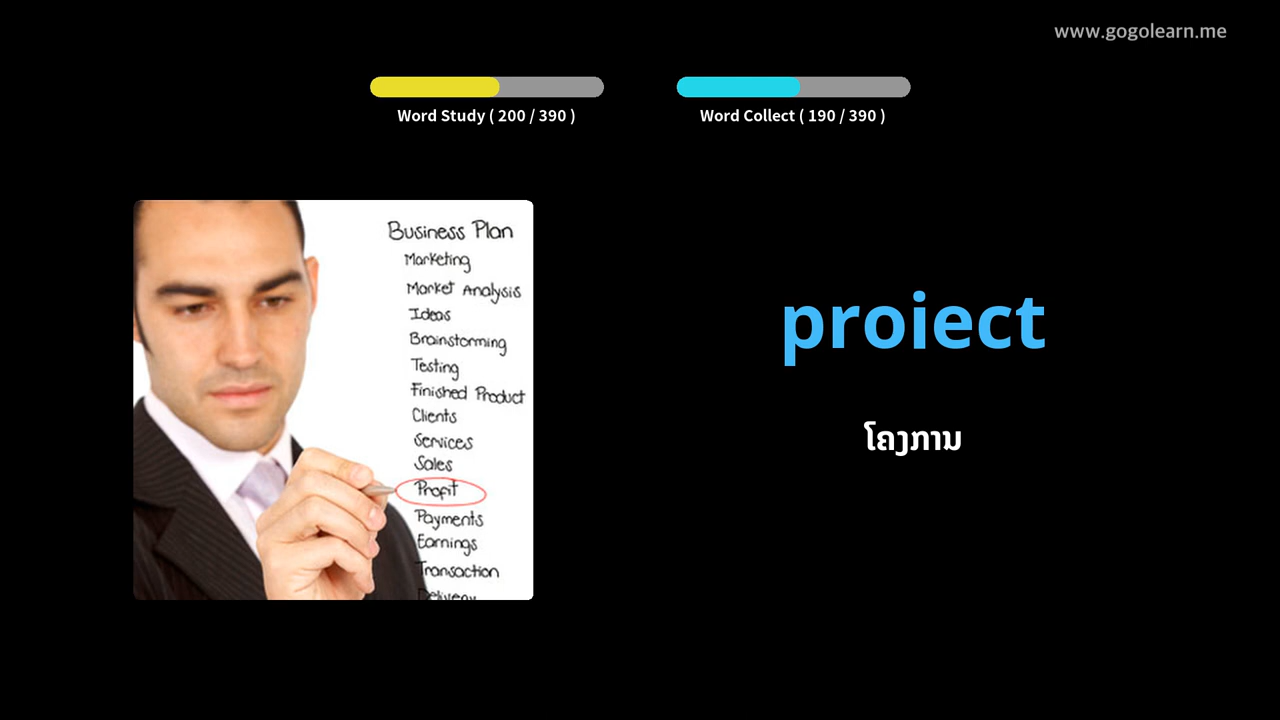 www.gogolearn.me
Word Study ( 200 / 390 )
Word Collect ( 190 / 390 )
Business Plan
Marketing
Market Analysis
Ideas
Brainstorming
Testing
Finished Product
Clients
Services
Sales
Profit
Payments
Earnings
Transaction
Delivery
proiect
ໂຄງການ